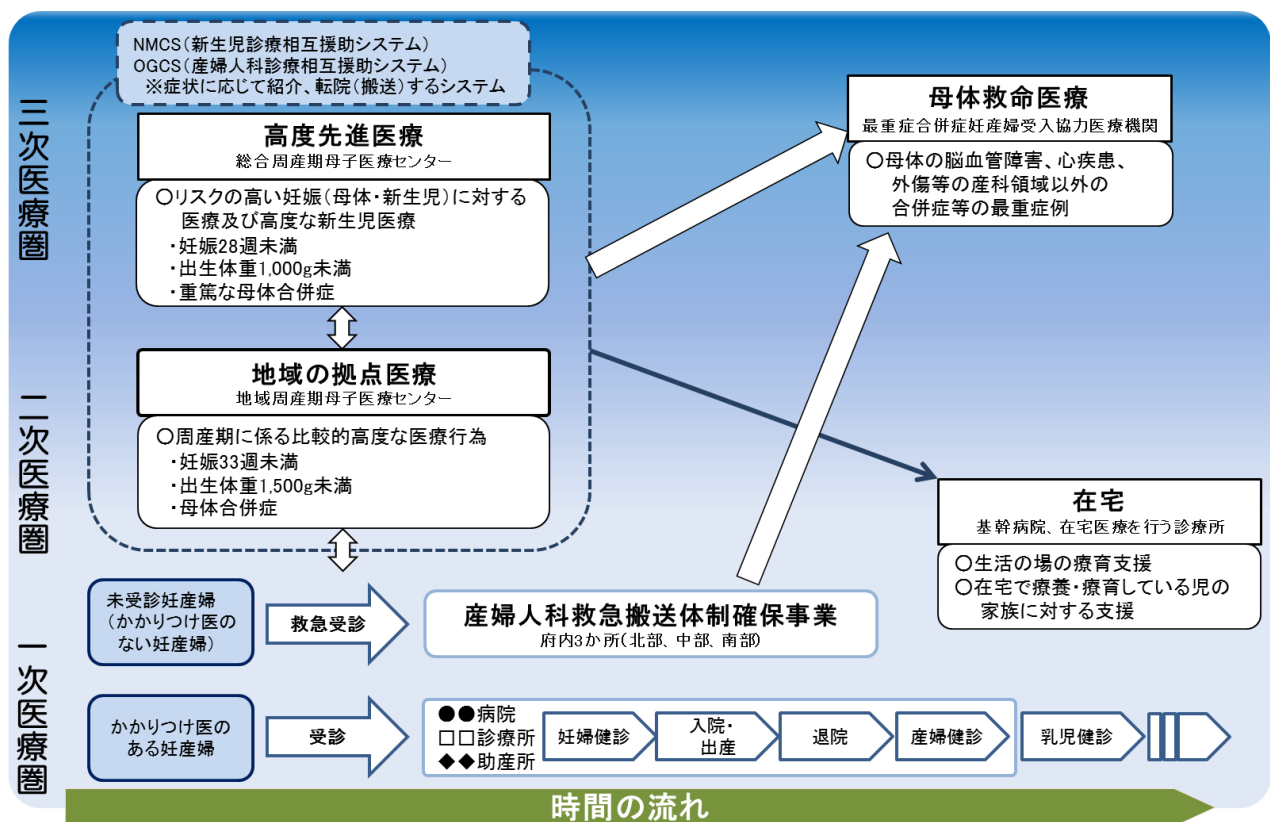 NMCS(新生児診療相互援助システム)
OGCS(産婦人科診療相互援助システム)
※症状に応じて紹介、転院(搬送)するシステム
三次医療圏
高度先進医療
総合周産期母子医療センター
○リスクの高い妊娠(母体・新生児)に対する
医療及び高度な新生児医療
・妊娠28週未満
・出生体重1,000g未満
・重篤な母体合併症
母体救命医療
最重症合併症妊産婦受入協力医療機関
○母体の脳血管障害、心疾患、
外傷等の産科領域以外の
合併症等の最重症例
二次医療圏
地域の拠点医療
地域周産期母子医療センター
○周産期に係る比較的高度な医療行為
・妊娠33週未満
・出生体重1,500g未満
・母体合併症
在宅
基幹病院、在宅医療を行う診療所
○生活の場の療育支援
○在宅で療養・療育している児の
家族に対する支援
一次医療圏
未受診妊産婦
(かかりつけ医の
ない妊産婦)
救急受診
産婦人科救急搬送体制確保事業
府内3か所(北部、中部、南部)
かかりつけ医の
ある妊産婦
受診
●●病院
□□診療所
◆◆助産所
妊婦健診
入院・
出産
退院
産婦健診
乳児健診
時間の流れ